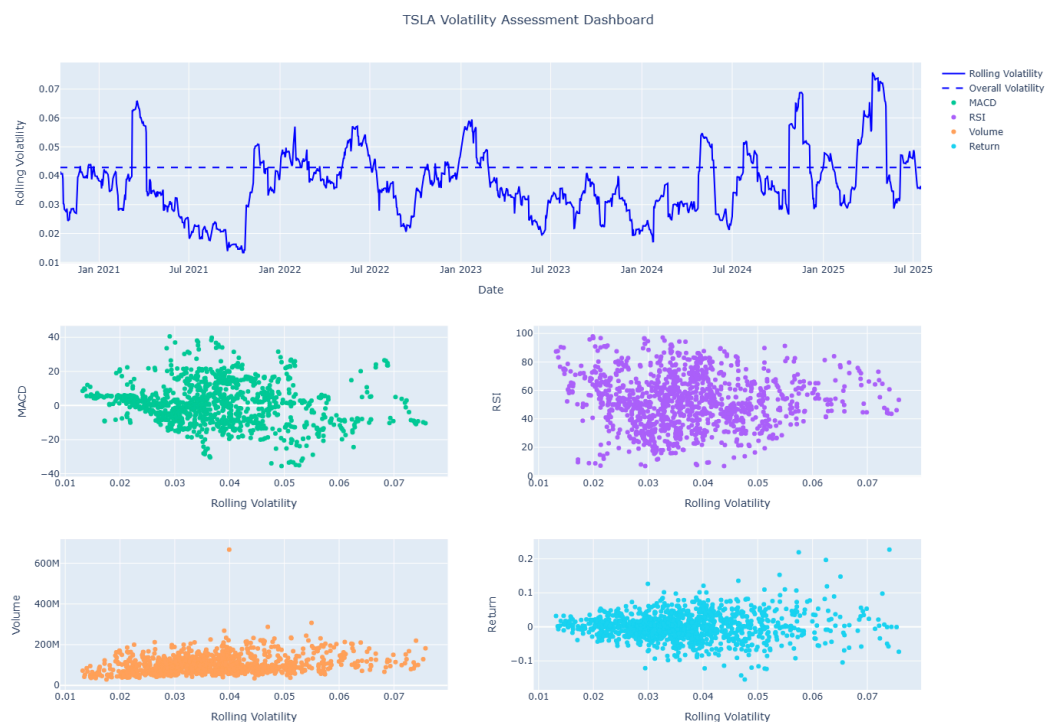 TSLA Volatility Assessment Dashboard
Rolling Volatility
0.07
0.06
0.05
0.04
0.03
0.02
0.01
Jan 2021 Jul 2021 Jan 2022 Jul 2022 Jan 2023 Jul 2023 Jan 2024 Jul 2024 Jan 2025 Jul 2025
Date
Rolling Volatility
Overall Volatility
MACD
RSI
Volume
Return
MACD
40
20
0
−20
−40
0.01 0.02 0.03 0.04 0.05 0.06 0.07
Rolling Volatility
RSI
100
80
60
40
20
0
0.01 0.02 0.03 0.04 0.05 0.06 0.07
Rolling Volatility
Volume
600M
400M
200M
0
0.01 0.02 0.03 0.04 0.05 0.06 0.07
Rolling Volatility
Return
0.2
0.1
0
−0.1
0.01 0.02 0.03 0.04 0.05 0.06 0.07
Rolling Volatility